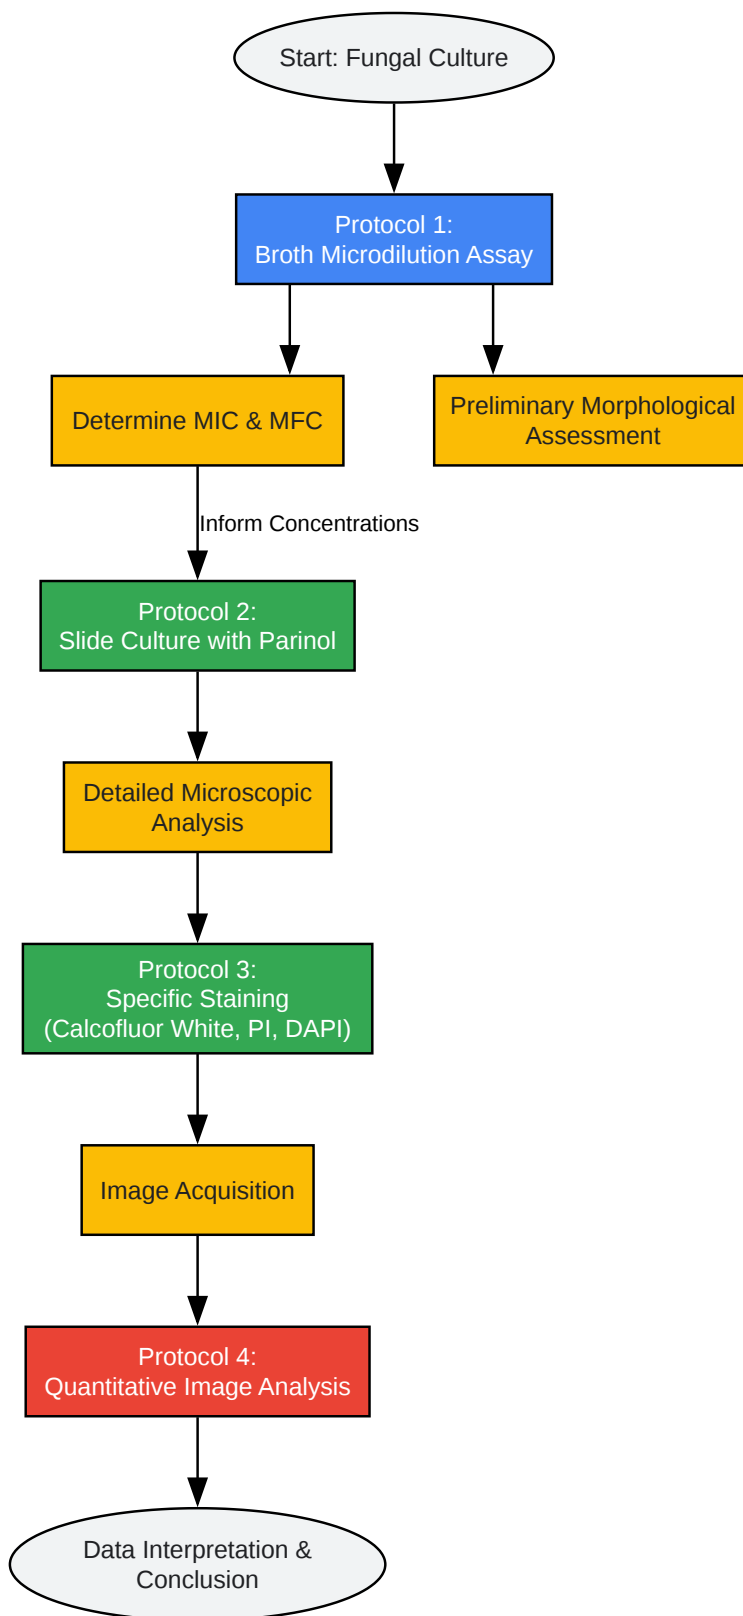 Start: Fungal Culture
Protocol 1:
Broth Microdilution Assay
Determine MIC & MFC
Preliminary Morphological
Assessment
Inform Concentrations
Protocol 2:
Slide Culture with Parinol
Detailed Microscopic
Analysis
Protocol 3:
Specific Staining
(Calcofluor White, PI, DAPI)
Image Acquisition
Protocol 4:
Quantitative Image Analysis
Data Interpretation &
Conclusion